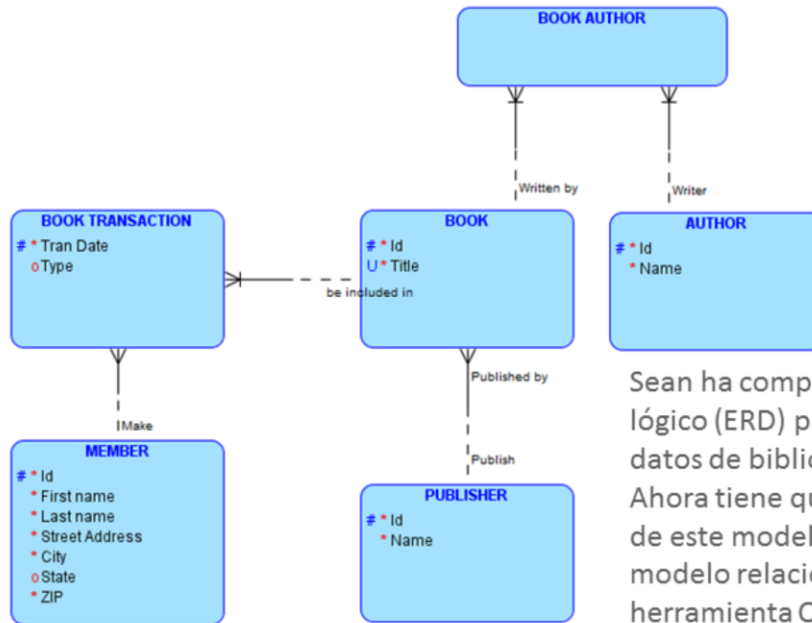 BOOK AUTHOR
Written by
Writer
BOOK TRANSACTION
# * Tran Date
o Type
BOOK
# * Id
U * Title
AUTHOR
# * Id
* Name
be included in
Make
Published by
Publish
MEMBER
# * Id
* First name
* Last name
* Street Address
* City
o State
* ZIP
PUBLISHER
# * Id
* Name
Sean ha comp
lógico (ERD) p
datos de biblic
Ahora tiene qu
de este model
modelo relacio
herramienta